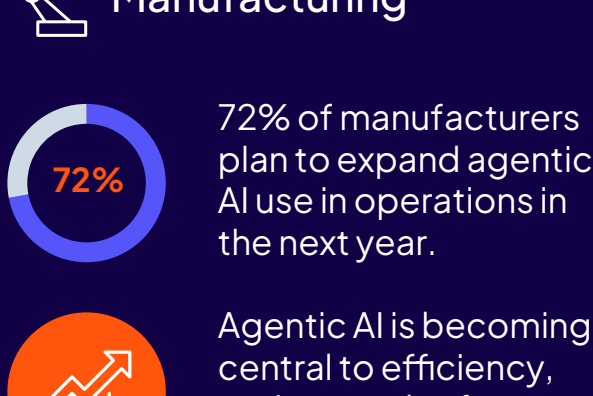 Manufacturing
72%
72% of manufacturers
plan to expand agentic
AI use in operations in
the next year.
Agentic AI is becoming
central to efficiency,